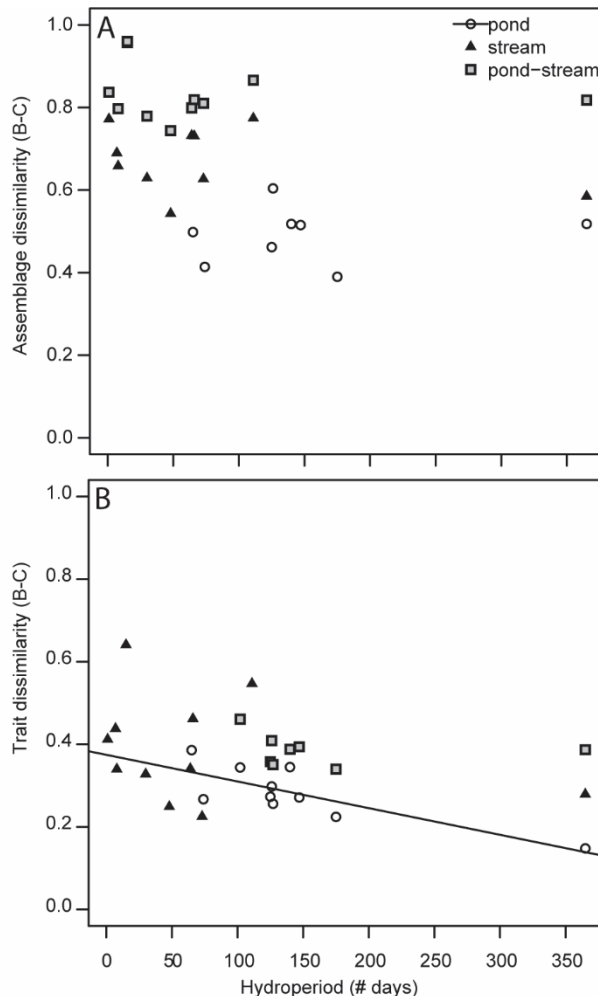 A
pond
stream
pond−stream
1.0
0.8
0.6
0.4
0.2
0.0
Assemblage dissimilarity (B-C)
B
1.0
0.8
0.6
0.4
0.2
0.0
Trait dissimilarity (B-C)
0 50 100 150 200 250 300 350
Hydroperiod (# days)